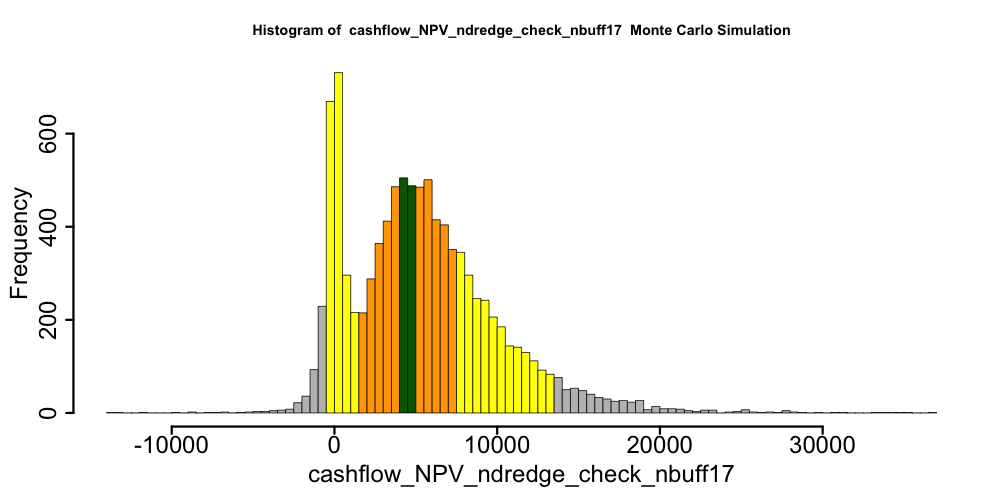 Histogram of  cashflow_NPV_ndredge_check_nbuff17  Monte Carlo Simulation
Frequency
600
400
200
0
-10000 0 10000 20000 30000
cashflow_NPV_ndredge_check_nbuff17